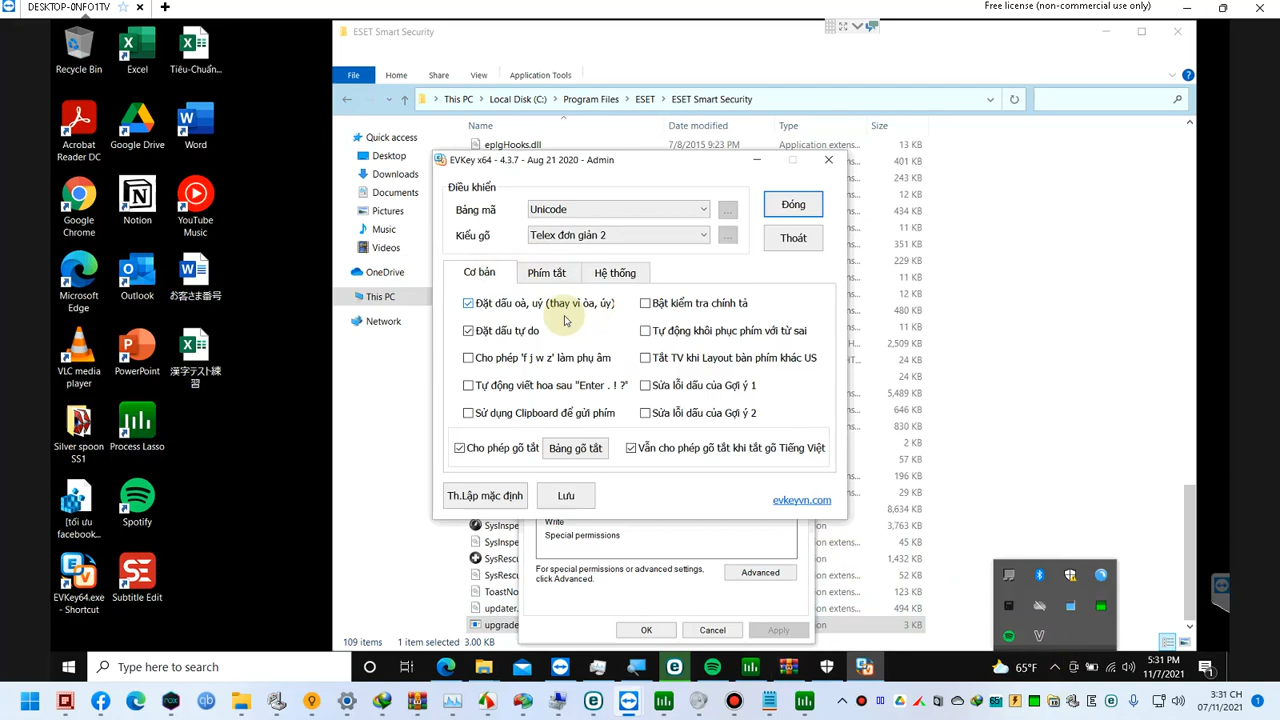 DESKTOP-0NFO1TV
Free license (non-commercial use only)
Recycle Bin
Excel
Tiêu-Chuẩn...
Acrobat
Reader DC
Google Drive
Word
Google
Chrome
Notion
YouTube
Music
Microsoft
Edge
Outlook
お客さま番号
VLC media
player
PowerPoint
漢字テスト練
習
Silver spoon
SS1
Process Lasso
[tối ưu
facebook...
Spotify
EVKey64.exe
- Shortcut
Subtitle Edit
ESET Smart Security
File
Home
Share
View
Application Tools
This PC
Local Disk (C:)
Program Files
ESET
ESET Smart Security
Quick access
Desktop
Downloads
Documents
Pictures
Music
Videos
OneDrive
This PC
Network
Name
Date modified
Type
Size
epIgHooks.dll
7/8/2015 9:23 PM
Application extens...
13 KB
401 KB
243 KB
12 KB
434 KB
11 KB
351 KB
229 KB
11 KB
480 KB
11 KB
2,509 KB
24 KB
24 KB
5,489 KB
646 KB
830 KB
2 KB
57 KB
196 KB
29 KB
8,634 KB
3,763 KB
45 KB
1,432 KB
52 KB
123 KB
494 KB
3 KB
EVKey x64 - 4.3.7 - Aug 21 2020 - Admin
Điều khiển
Bảng mã
Unicode
...
Đóng
Kiểu gõ
Telex đơn giản 2
...
Thoát
Cơ bản
Phím tắt
Hệ thống
Đặt dấu oà, uý (thay vì òa, úy)
Bật kiểm tra chính tả
Đặt dấu tự do
Tự động khôi phục phím với từ sai
Cho phép 'f j w z' làm phụ âm
Tắt TV khi Layout bàn phím khác US
Tự động viết hoa sau "Enter . ! ?"
Sửa lỗi dấu của Gợi ý 1
Sử dụng Clipboard để gửi phím
Sửa lỗi dấu của Gợi ý 2
Cho phép gõ tắt
Bảng gõ tắt
Vẫn cho phép gõ tắt khi tắt gõ Tiếng Việt
Th.Lập mặc định
Lưu
evkeyvn.com
SysInspe
SysInspe
SysResc
SysResc
ToastNo
updater.
upgrade
Write
Special permissions
For special permissions or advanced settings,
click Advanced.
Advanced
OK
Cancel
Apply
109 items
1 item selected
3.00 KB
Type here to search
65°F
5:31 PM
11/7/2021
3:31 CH
07/11/2021